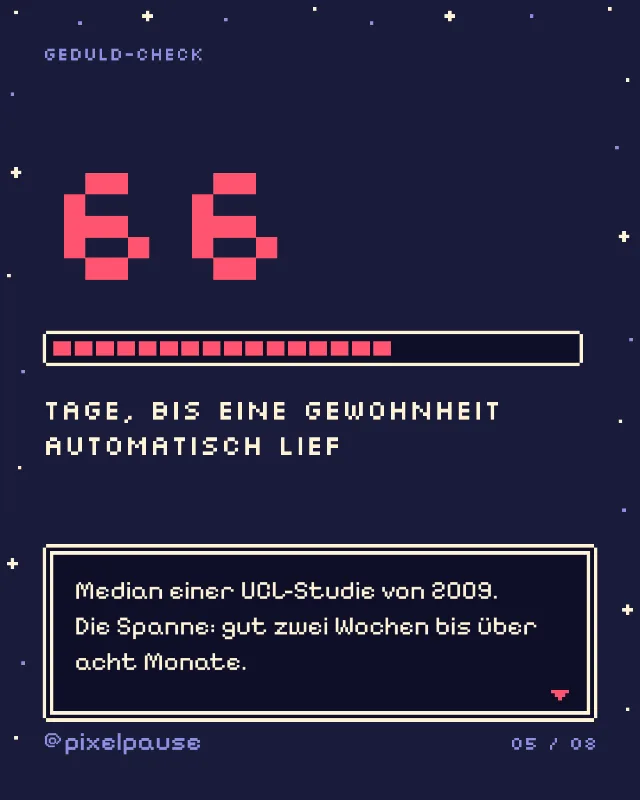 GEDULD-CHECK
66
TAGE, BIS EINE GEWOHNHEIT
AUTOMATISCH LIEF
Median einer UCL-Studie von 2009.
Die Spanne: gut zwei Wochen bis über
acht Monate.
@pixelpause
05 / 08